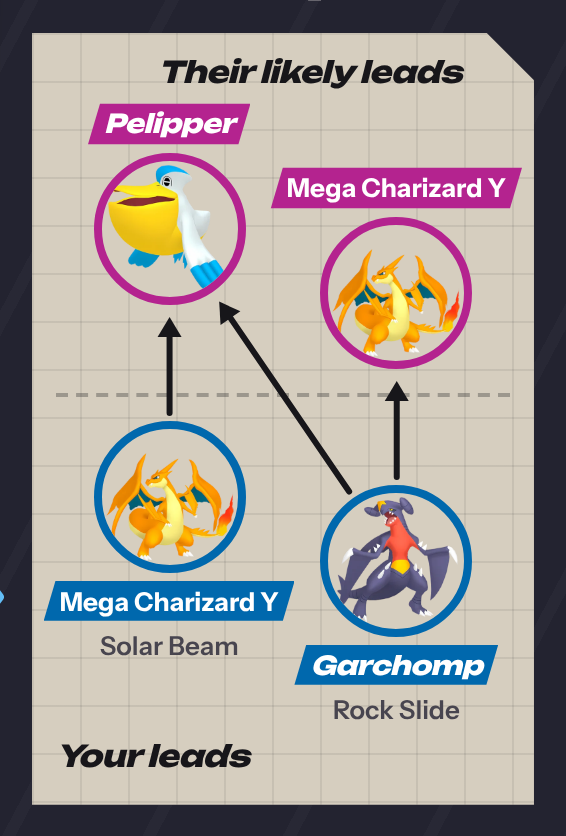 Their likely leads
Pelipper
Mega Charizard Y
Mega Charizard Y
Solar Beam
Garchomp
Rock Slide
Your leads